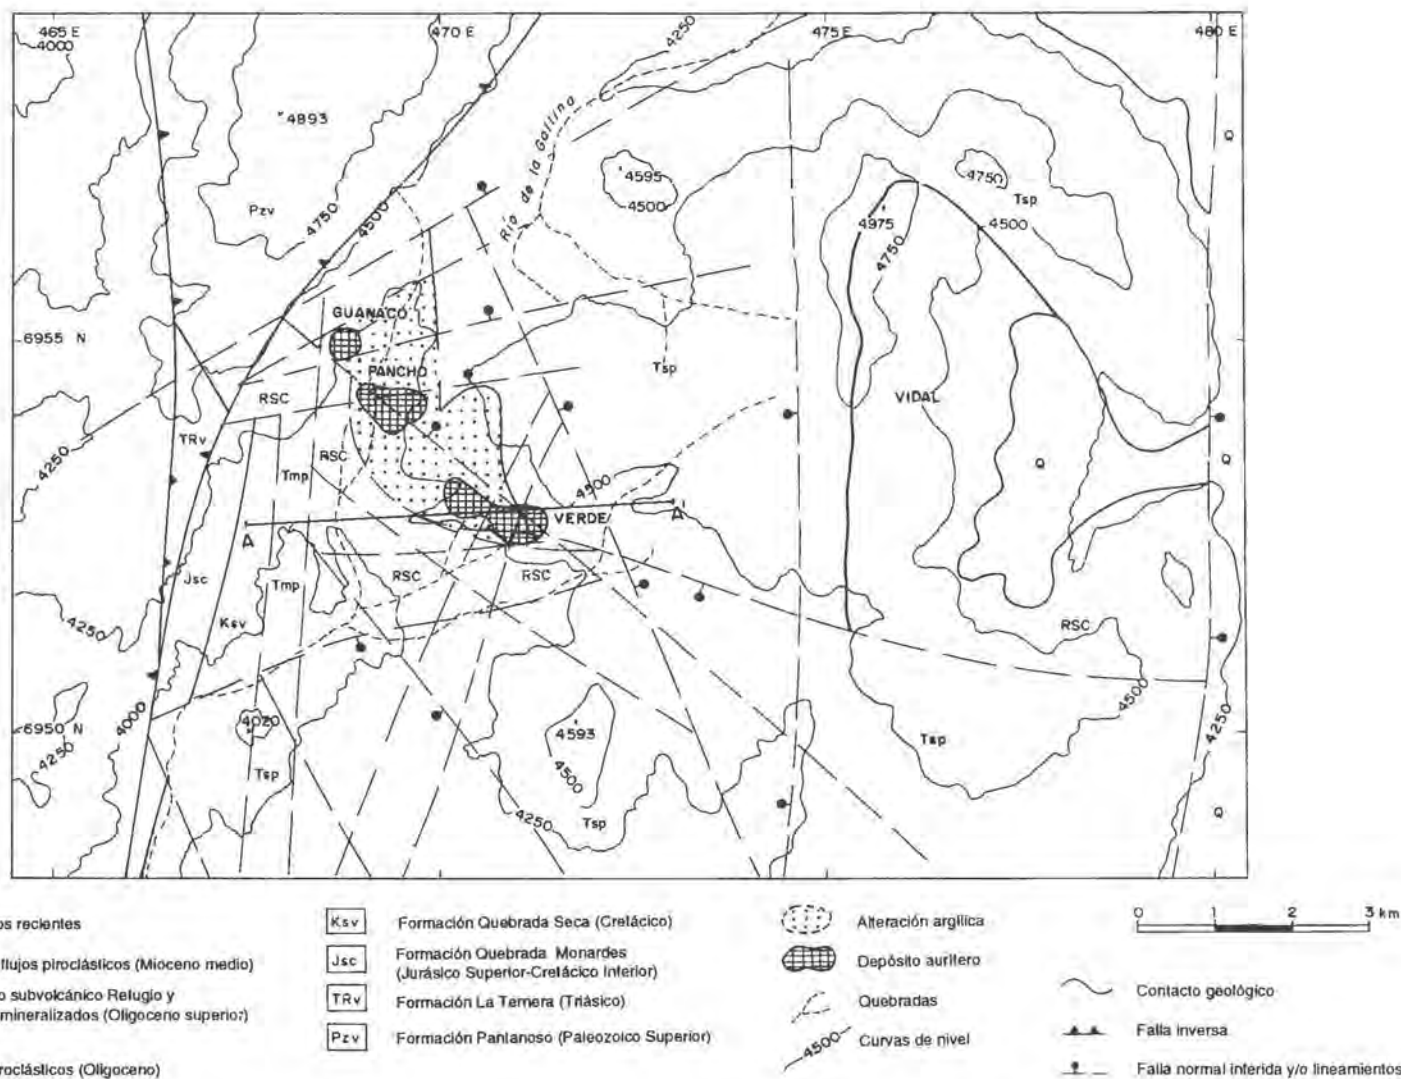 465 E
4000
470 E
4250
475 E
480 E
4893
Río de la Gallina
Q
4595
4500
4750
Tsp
Pzv
4750
4500
4975
4750
4500
GUANACO
6955 N
PANCHO
Tsp
RSC
VIDAL
TRv
RSC
4250
Tmp
4500
Q
Q
VERDE
A
A'
Jsc
Tmp
RSC
RSC
4250
Ksv
RSC
4500
4000
4020
6950 N
4250
4593
Tsp
4250
Tsp
4500
4250
Tsp
Q
os recientes
flujos piroclásticos (Mioceno medio)
o subvolcánico Refugio y
mineralizados (Oligoceno superior)
roclásticos (Oligoceno)
Ksv Formación Quebrada Seca (Cretácico)
Jsc Formación Quebrada Monardes
(Jurásico Superior-Cretácico Inferior)
TRv Formación La Ternera (Triásico)
Pzv Formación Pantanoso (Paleozoico Superior)
Alteración argílica
Depósito aurífero
Quebradas
4500 Curvas de nivel
0 1 2 3 km
Contacto geológico
Falla inversa
Falla normal inferida y/o lineamientos